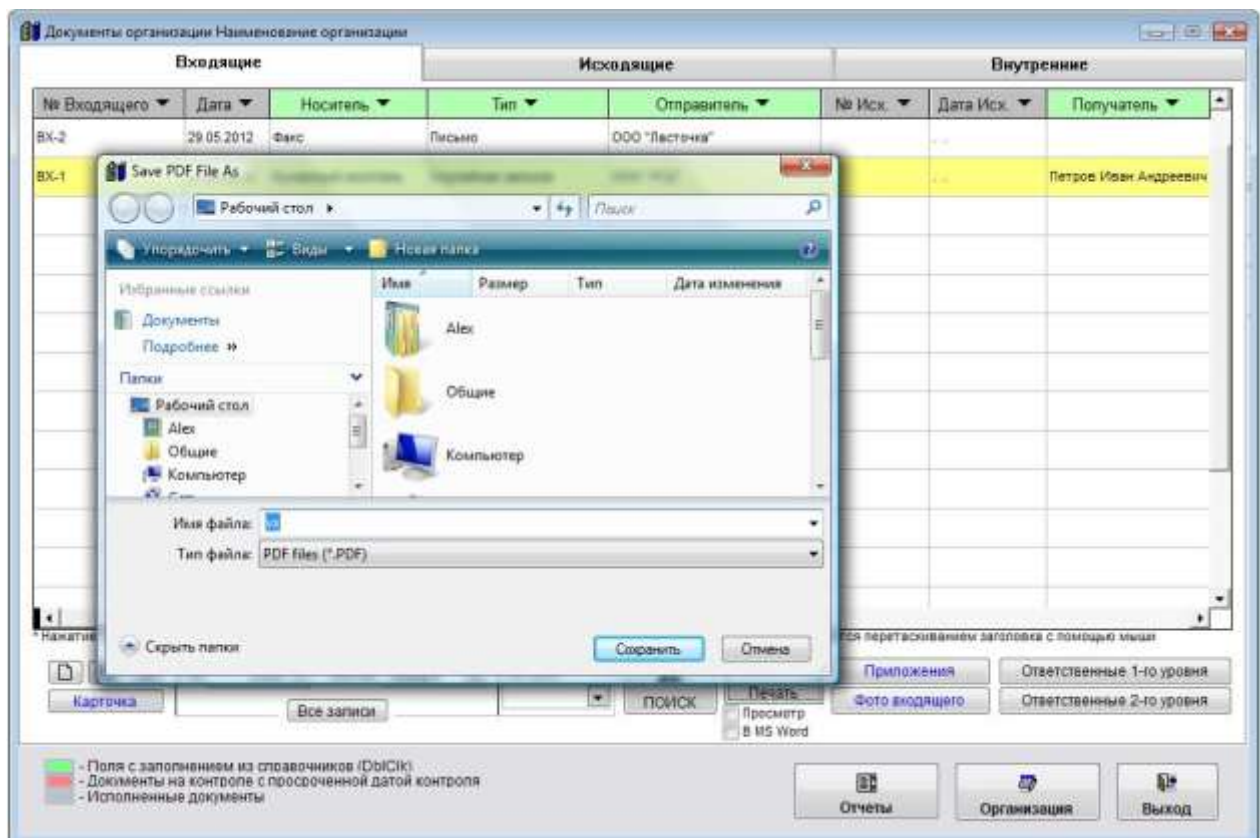 Документы организации Наименование организации
Входящие Исходящие Внутренние
№ Входящего Дата Носитель Тип Отправитель № Исх. Дата Исх. Получатель
ВХ-2 29.05.2012 Факс Письмо ООО "Ласточка" . .
ВХ-1 . . Петров Иван Андреевич
Save PDF File As
Рабочий стол Поиск
Упорядочить Виды Новая папка
Избранные ссылки
Имя Размер Тип Дата изменения
Документы
Подробнее »
Папки
Рабочий стол
Alex
Общие
Компьютер
Alex
Общие
Компьютер
Имя файла:
Тип файла: PDF files (*.PDF)
Скрыть папки Сохранить Отмена
* Нажатие перетаскиванием заголовка с помощью мыши
Карточка Все записи ПОИСК Печать
Просмотр
В MS Word
Приложения Ответственные 1-го уровня
Фото входящего Ответственные 2-го уровня
- Поля с заполнением из справочников (DblClk)
- Документы на контроле с просроченной датой контроля
- Исполненные документы
Отчеты Организация Выход